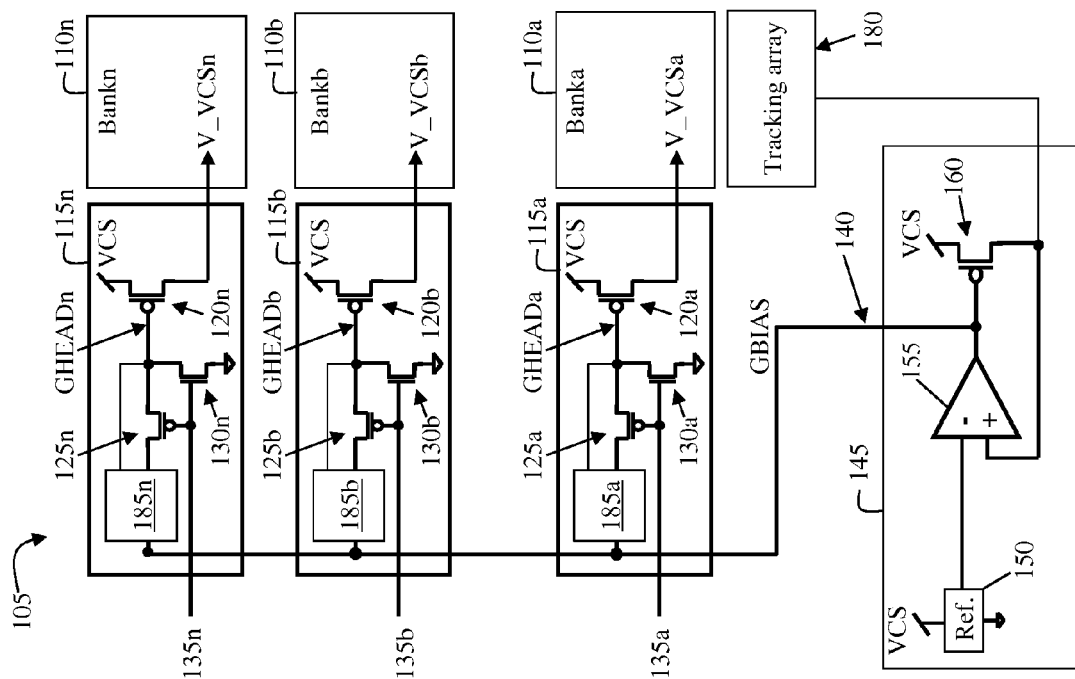 105
135n
185n
125n
130n
GHEADn
VCS
120n
115n
Bankn
V_VCSn
110n
135b
185b
125b
130b
GHEADb
VCS
120b
115b
Bankb
V_VCSb
110b
135a
185a
125a
130a
GHEADa
VCS
120a
115a
Banka
V_VCSa
110a
GBIAS
140
Tracking array
180
145
VCS
Ref.
150
155
-
+
VCS
160